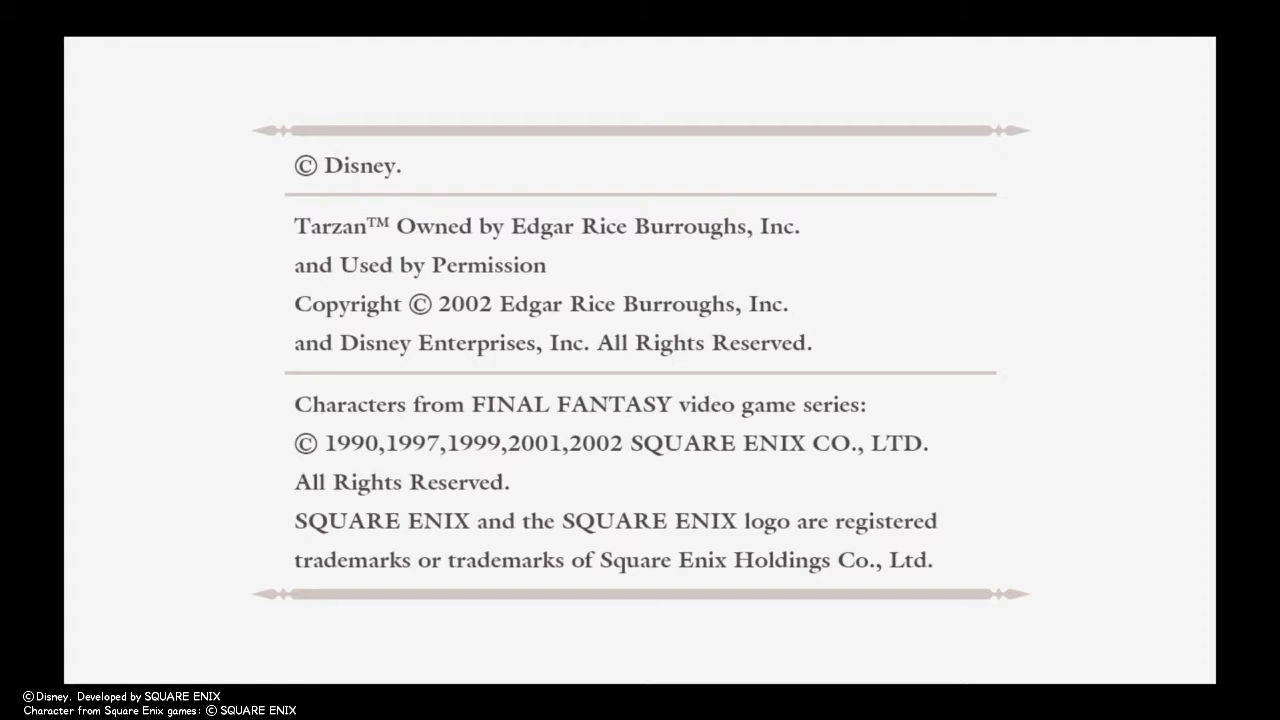 © Disney.
Tarzan™ Owned by Edgar Rice Burroughs, Inc.
and Used by Permission
Copyright © 2002 Edgar Rice Burroughs, Inc.
and Disney Enterprises, Inc. All Rights Reserved.
Characters from FINAL FANTASY video game series:
© 1990,1997,1999,2001,2002 SQUARE ENIX CO., LTD.
All Rights Reserved.
SQUARE ENIX and the SQUARE ENIX logo are registered
trademarks or trademarks of Square Enix Holdings Co., Ltd.
© Disney. Developed by SQUARE ENIX
Character from Square Enix games: © SQUARE ENIX